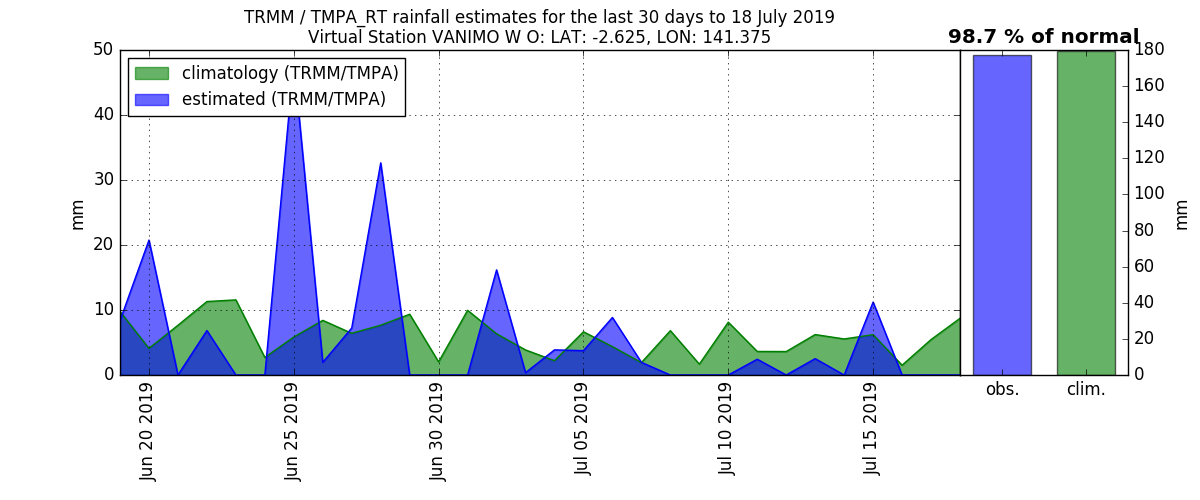 TRMM / TMPA_RT rainfall estimates for the last 30 days to 18 July 2019
Virtual Station VANIMO W O: LAT: -2.625, LON: 141.375
98.7 % of normal
climatology (TRMM/TMPA)
estimated (TRMM/TMPA)
50
40
30
20
10
0
mm
Jun 20 2019
Jun 25 2019
Jun 30 2019
Jul 05 2019
Jul 10 2019
Jul 15 2019
obs.
clim.
180
160
140
120
100
80
60
40
20
0
mm